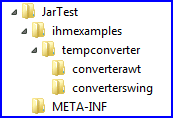 JarTest
ihmexamples
tempconverter
converterawt
converterswing
META-INF